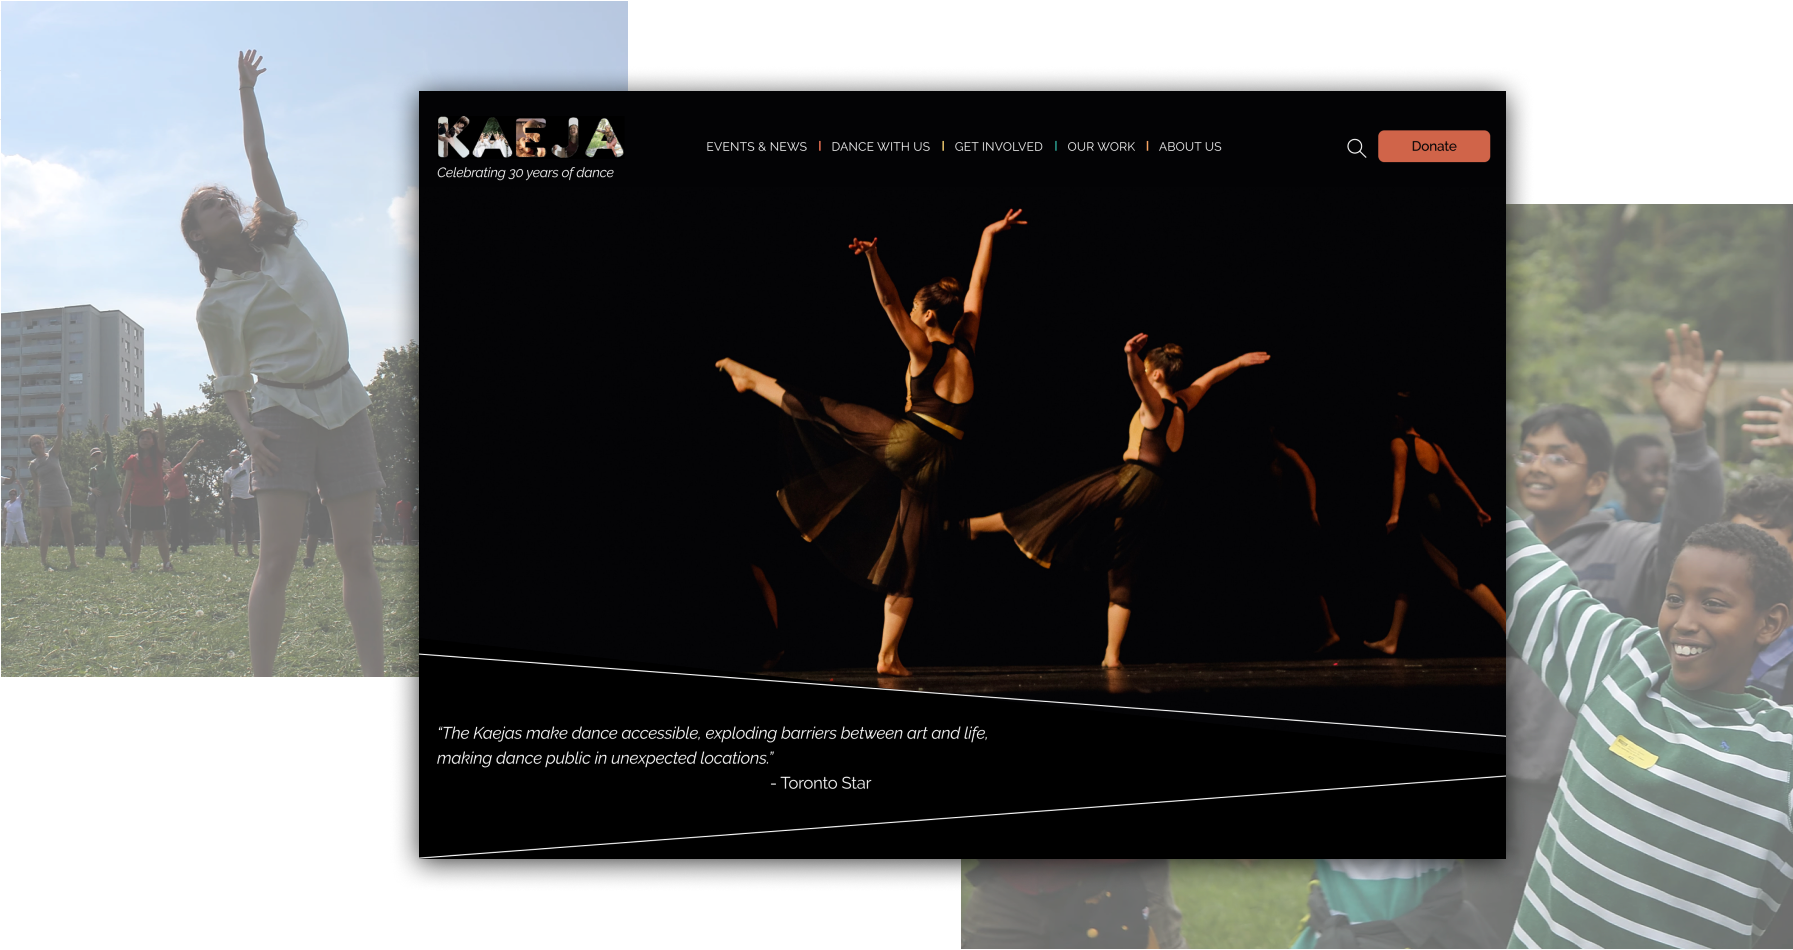 KAEJA
Celebrating 30 years of dance
EVENTS & NEWS | DANCE WITH US | GET INVOLVED | OUR WORK | ABOUT US
Donate
“The Kaejas make dance accessible, exploding barriers between art and life,
making dance public in unexpected locations.”
- Toronto Star